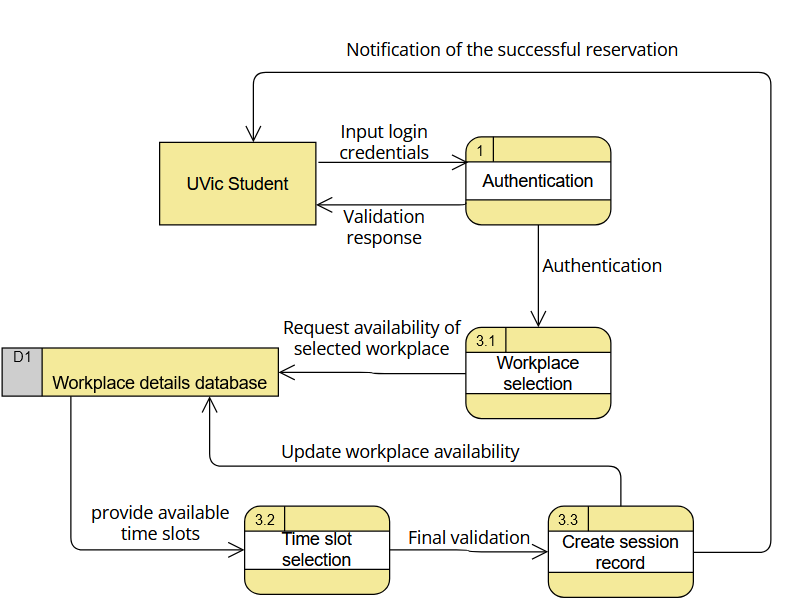 Notification of the successful reservation
Input login
credentials
1
UVic Student
Authentication
Validation
response
Authentication
Request availability of
selected workplace
3.1
Workplace
selection
D1
Workplace details database
Update workplace availability
provide available
time slots
3.2
Time slot
selection
Final validation
3.3
Create session
record